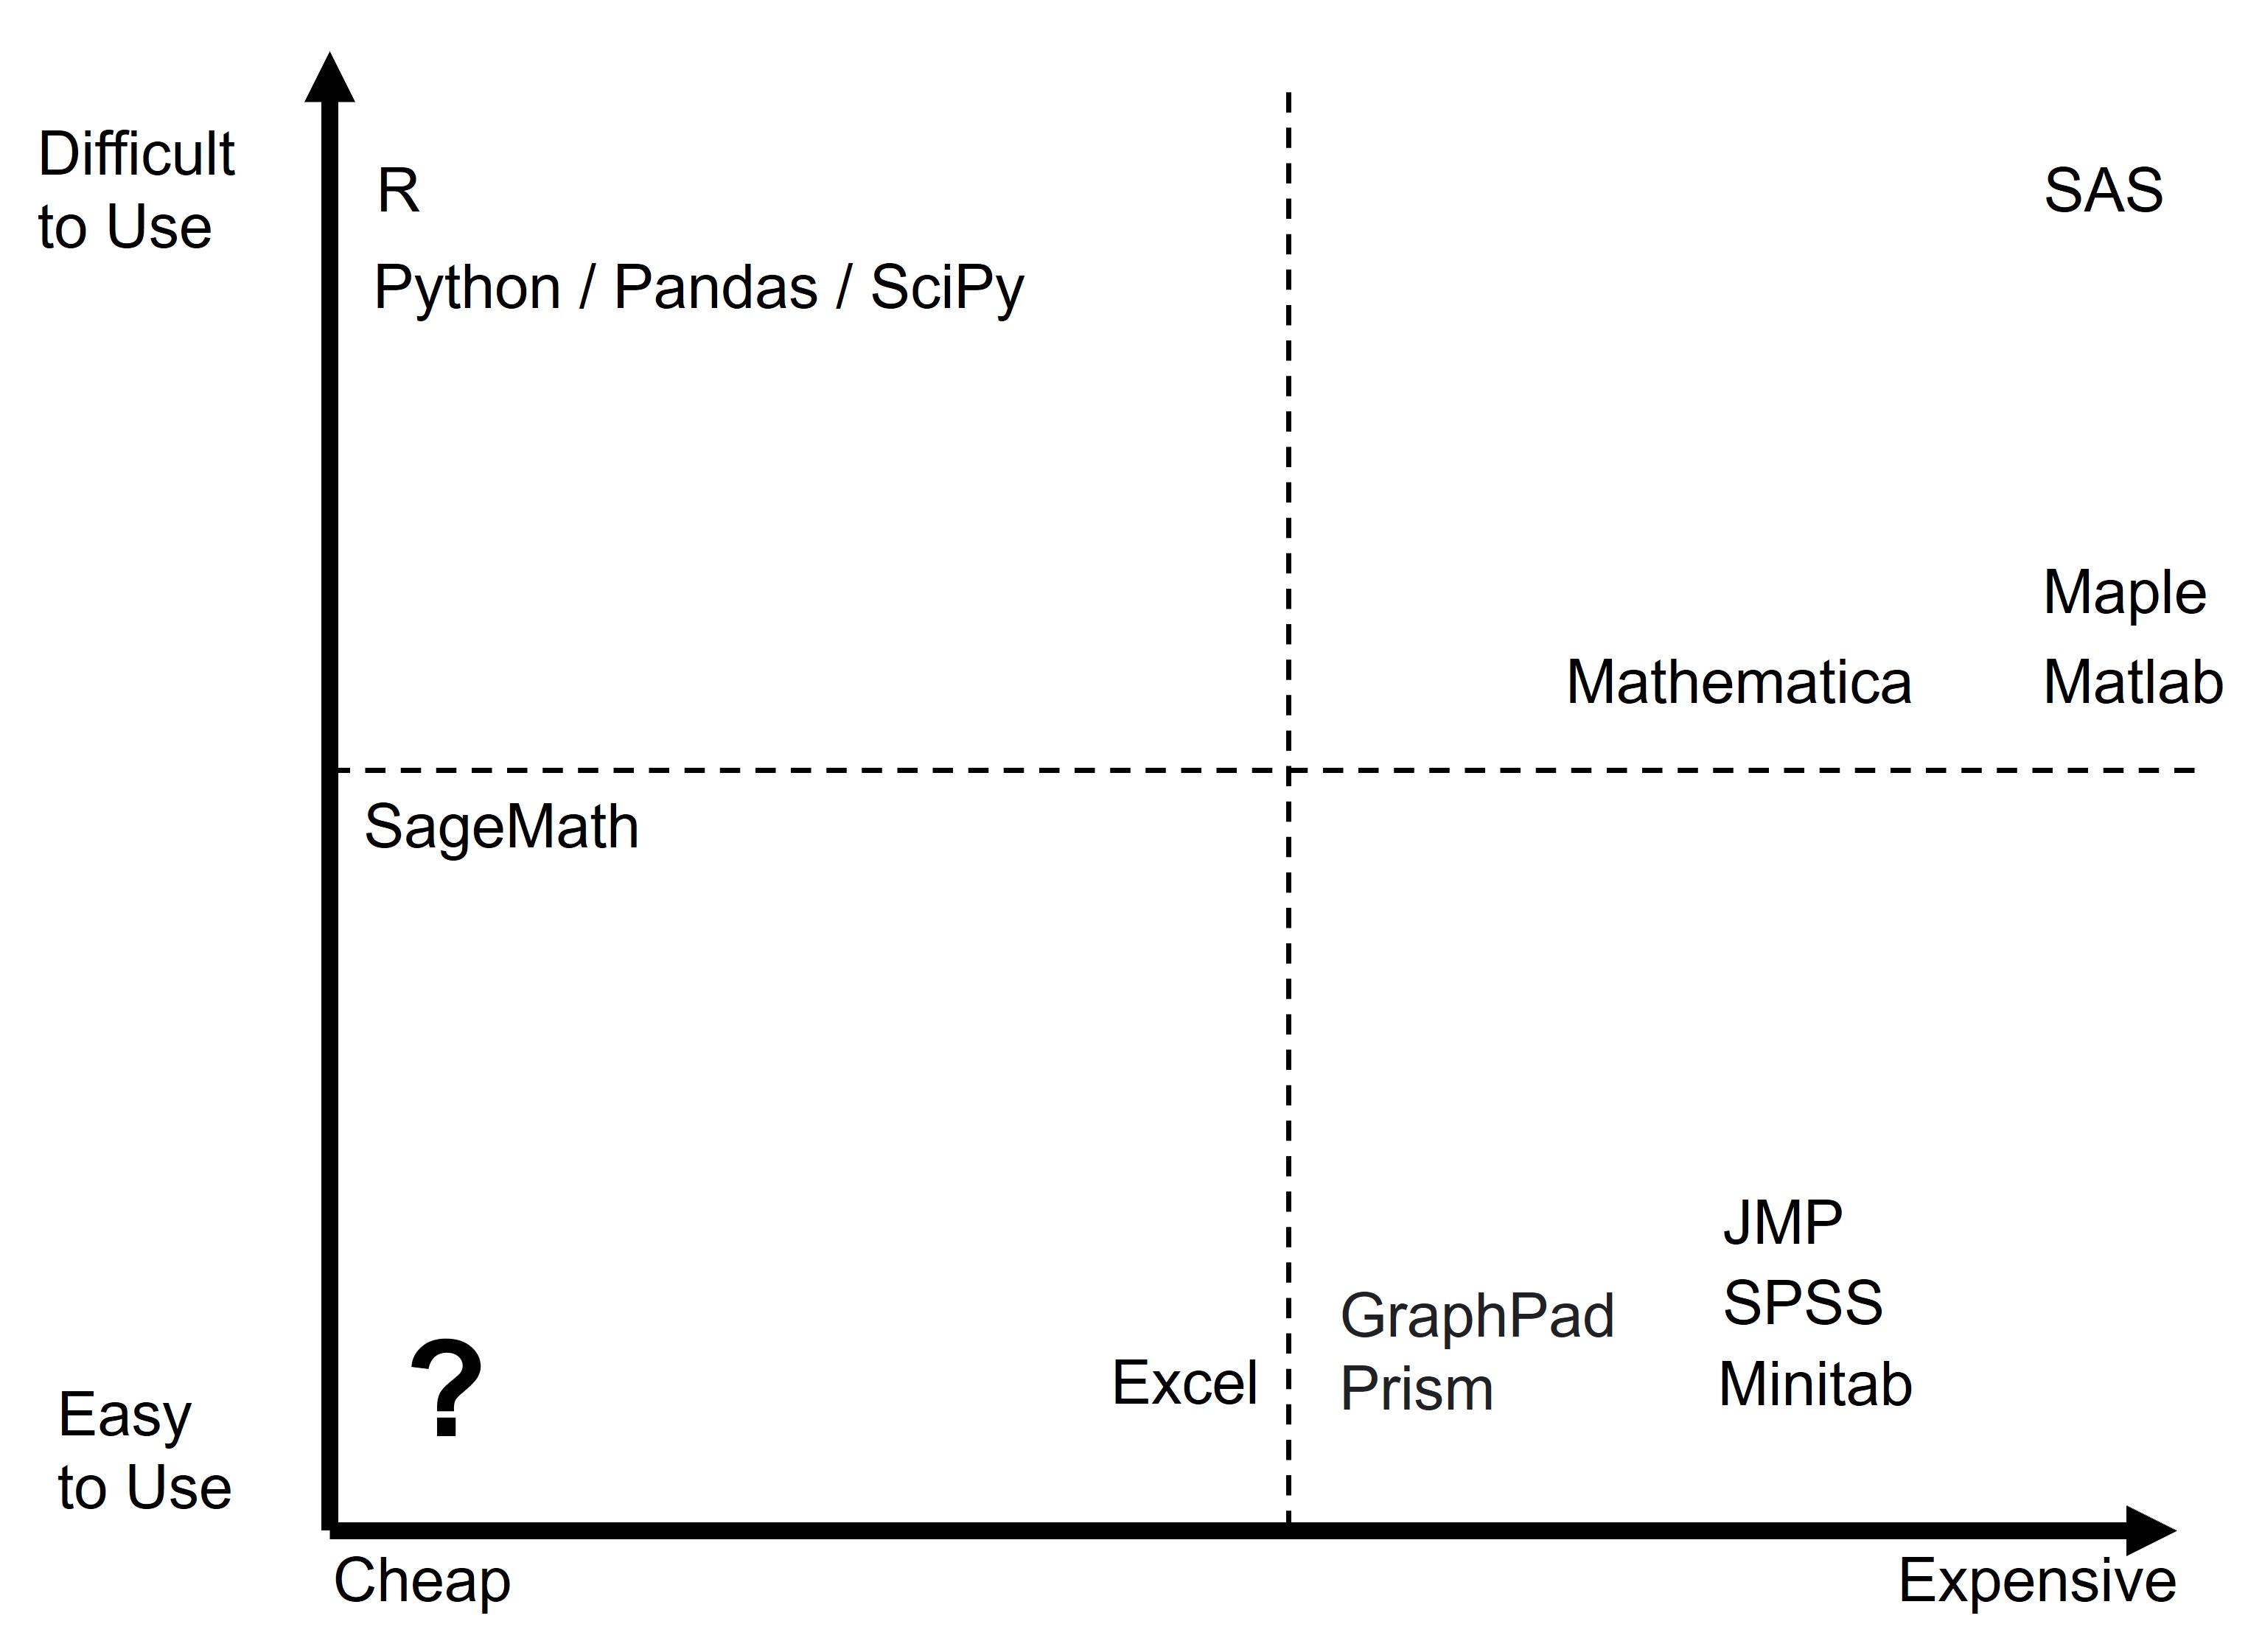 Difficult
to Use
R
SAS
Python / Pandas / SciPy
Maple
Mathematica
Matlab
SageMath
JMP
SPSS
Minitab
GraphPad
Prism
Excel
?
Easy
to Use
Cheap
Expensive